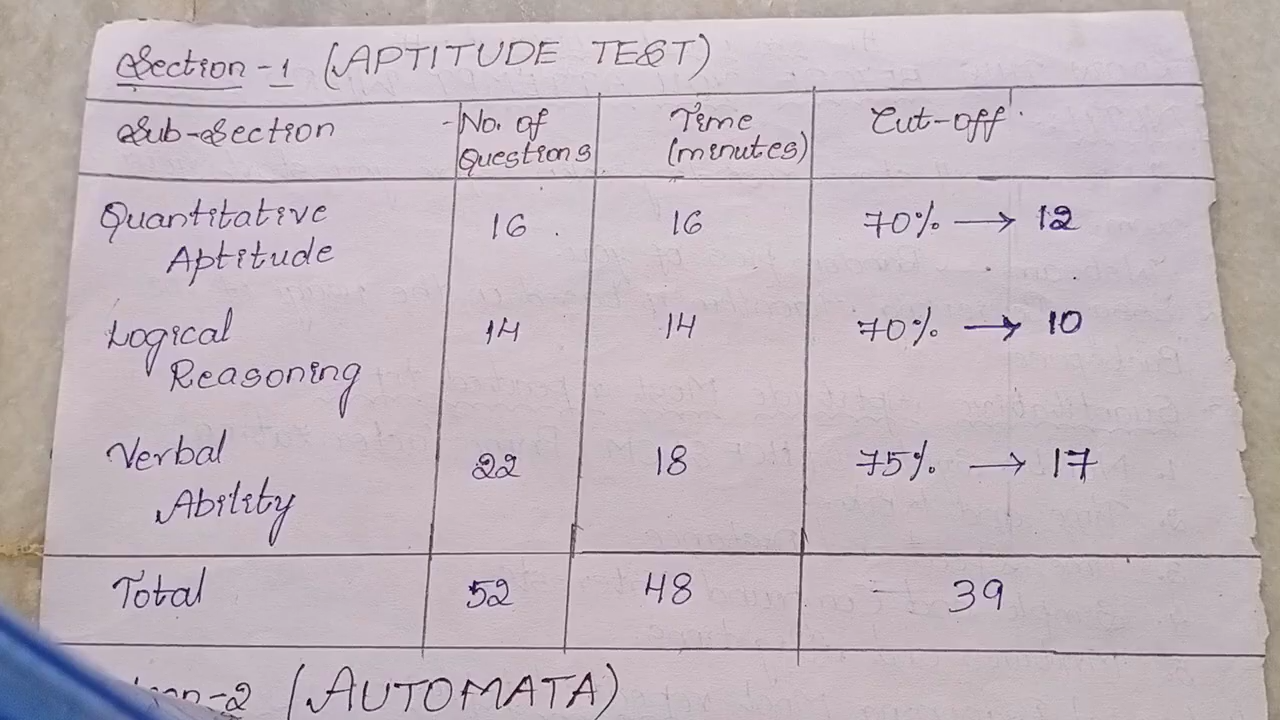 Section-1 (APTITUDE TEST)
Sub-Section No. of Questions Time (minutes) Cut-off
Quantitative Aptitude 16 16 70% → 12
Logical Reasoning 14 14 70% → 10
Verbal Ability 22 18 75% → 17
Total 52 48 39
-2 (AUTOMATA)